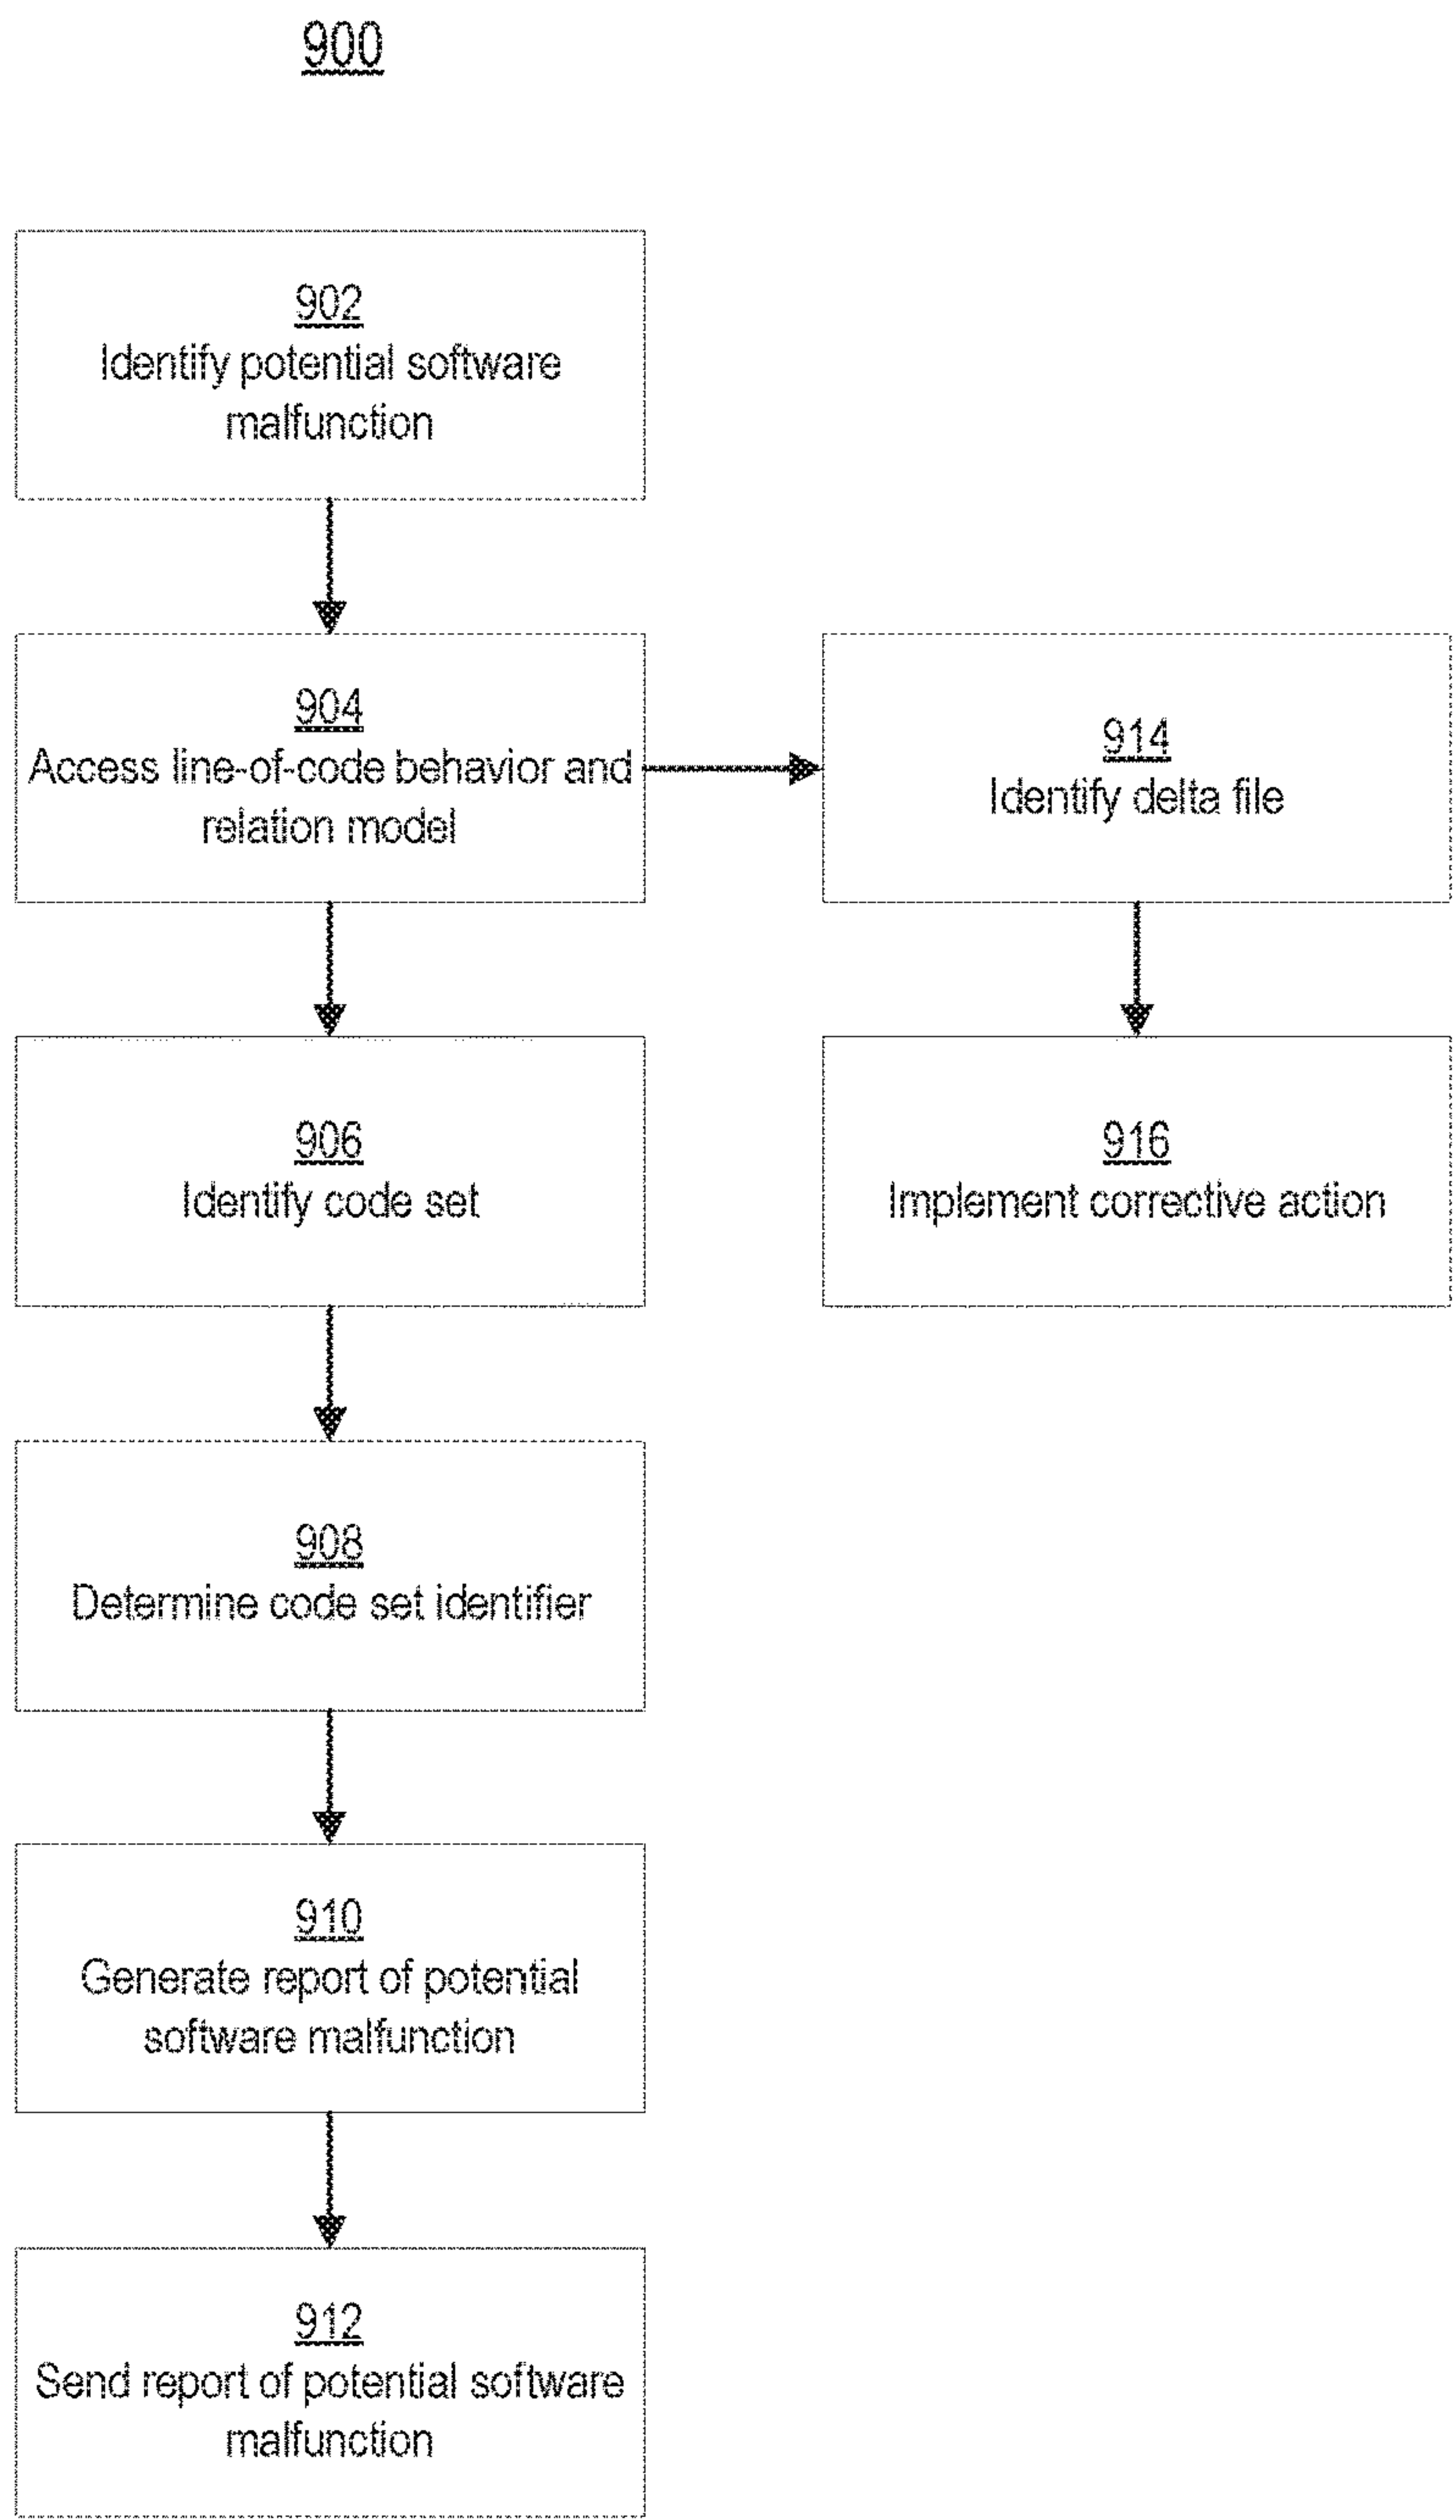 900
902
Identify potential software
malfunction
904
Access line-of-code behavior and
relation model
914
Identify delta file
906
Identify code set
916
Implement corrective action
908
Determine code set identifier
910
Generate report of potential
software malfunction
912
Send report of potential software
malfunction